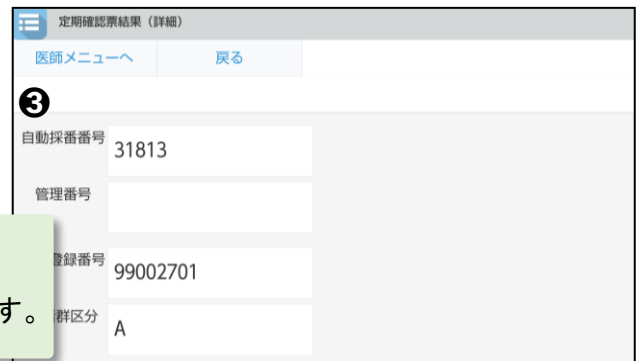 定期確認票結果（詳細）
医師メニューへ 戻る
❸
自動採番番号 31813
管理番号
登録番号 99002701
す。 群区分 A